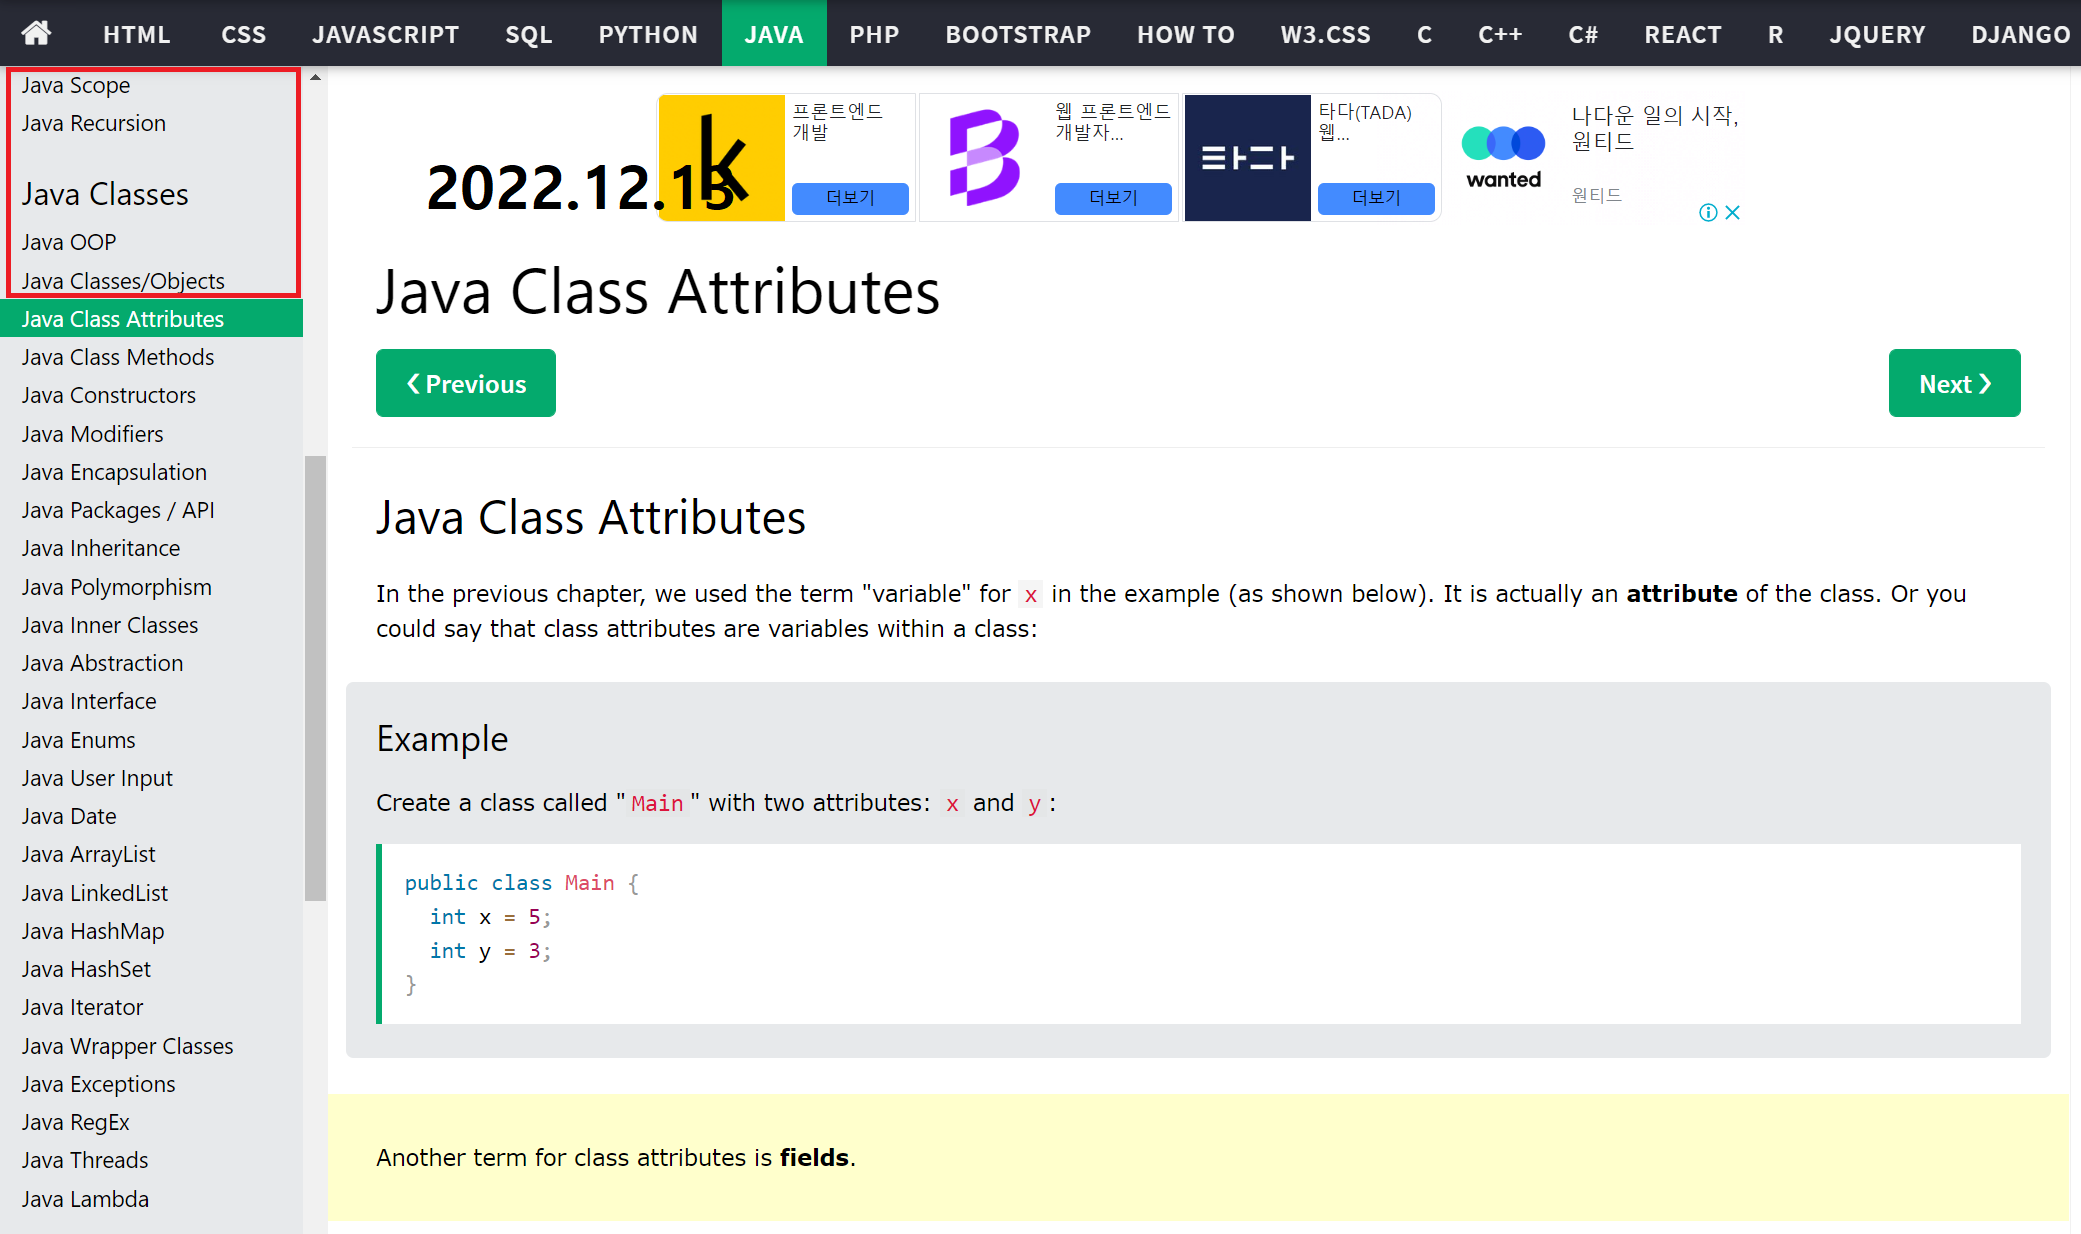 HTML CSS JAVASCRIPT SQL PYTHON JAVA PHP BOOTSTRAP HOW TO W3.CSS C C++ C# REACT R JQUERY DJANGO
Java Scope
Java Recursion
Java Classes
Java OOP
Java Classes/Objects
Java Class Attributes
Java Class Methods
Java Constructors
Java Modifiers
Java Encapsulation
Java Packages / API
Java Inheritance
Java Polymorphism
Java Inner Classes
Java Abstraction
Java Interface
Java Enums
Java User Input
Java Date
Java ArrayList
Java LinkedList
Java HashMap
Java HashSet
Java Iterator
Java Wrapper Classes
Java Exceptions
Java RegEx
Java Threads
Java Lambda
2022.12.13
k
프론트엔드
개발
더보기
B
웹 프론트엔드
개발자...
더보기
타다
타다(TADA)
웹...
더보기
wanted
나다운 일의 시작,
원티드
원티드
Java Class Attributes
❮ Previous
Next ❯
Java Class Attributes
In the previous chapter, we used the term "variable" for x in the example (as shown below). It is actually an attribute of the class. Or you
could say that class attributes are variables within a class:
Example
Create a class called "Main" with two attributes: x and y:
public class Main {
  int x = 5;
  int y = 3;
}
Another term for class attributes is fields.